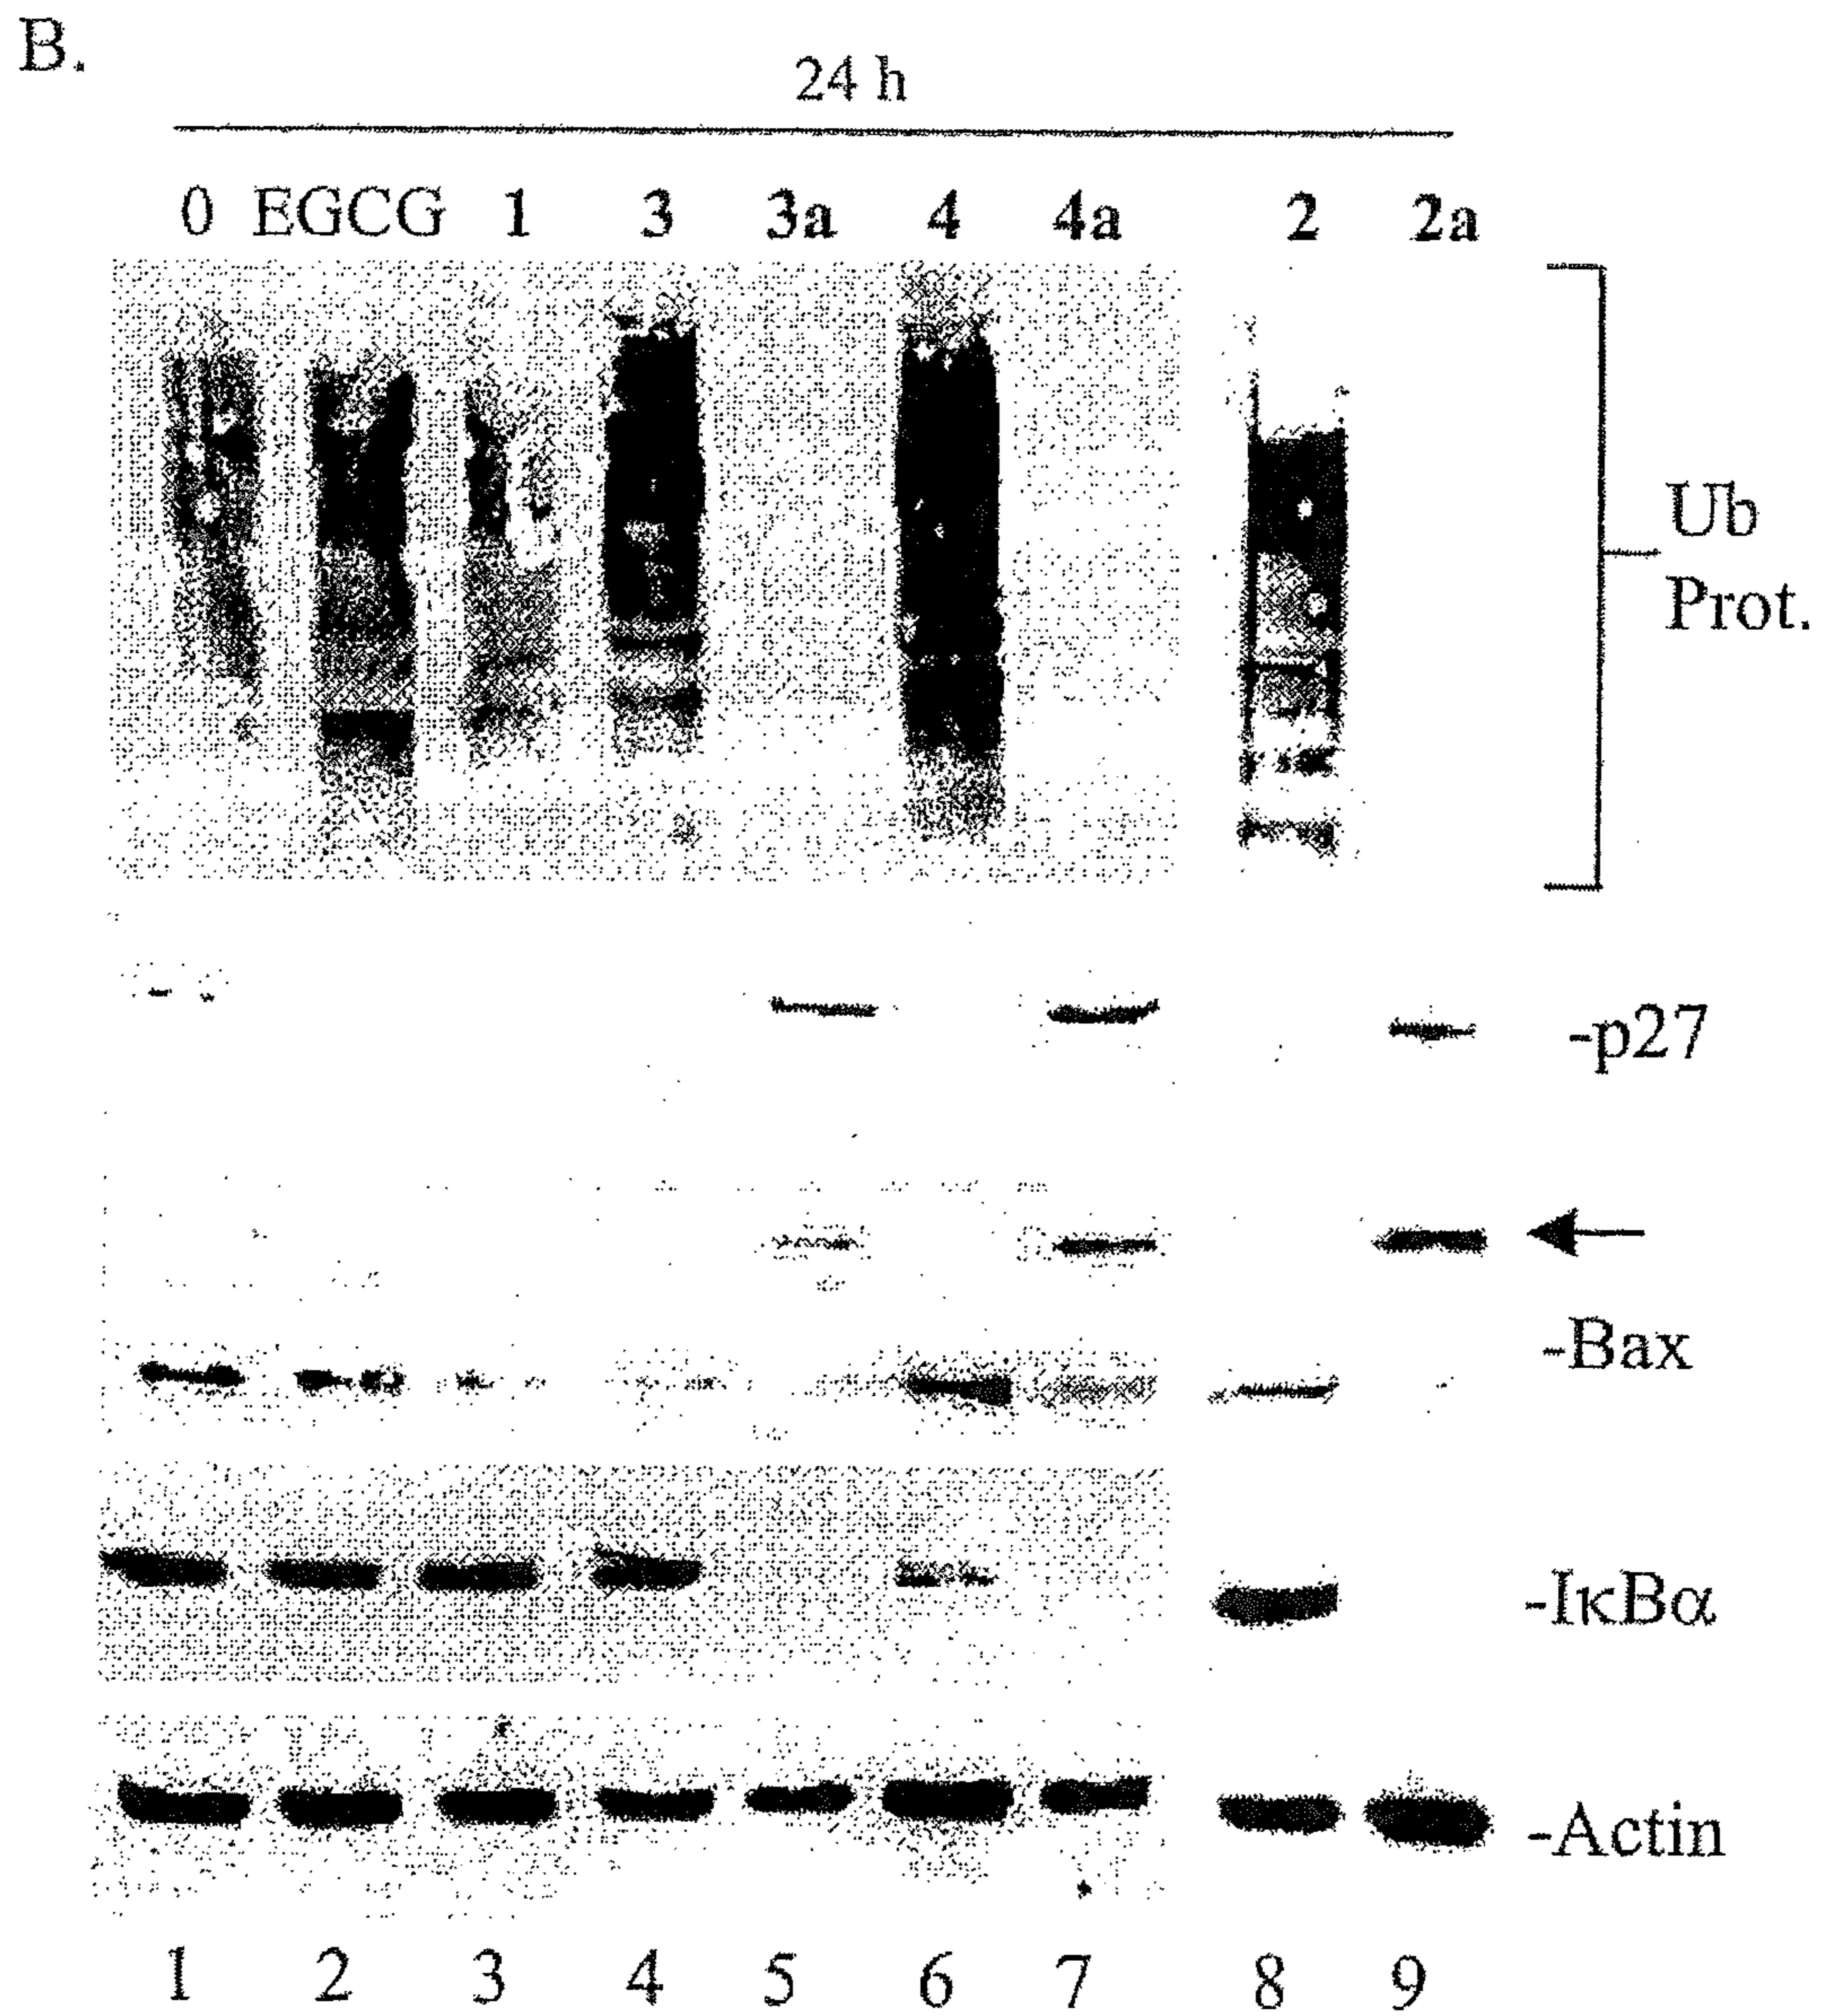 B.
24 h
0 EGCG 1 3 3a 4 4a 2 2a
Ub
Prot.
-p27
-Bax
-IκBα
-Actin
1 2 3 4 5 6 7 8 9